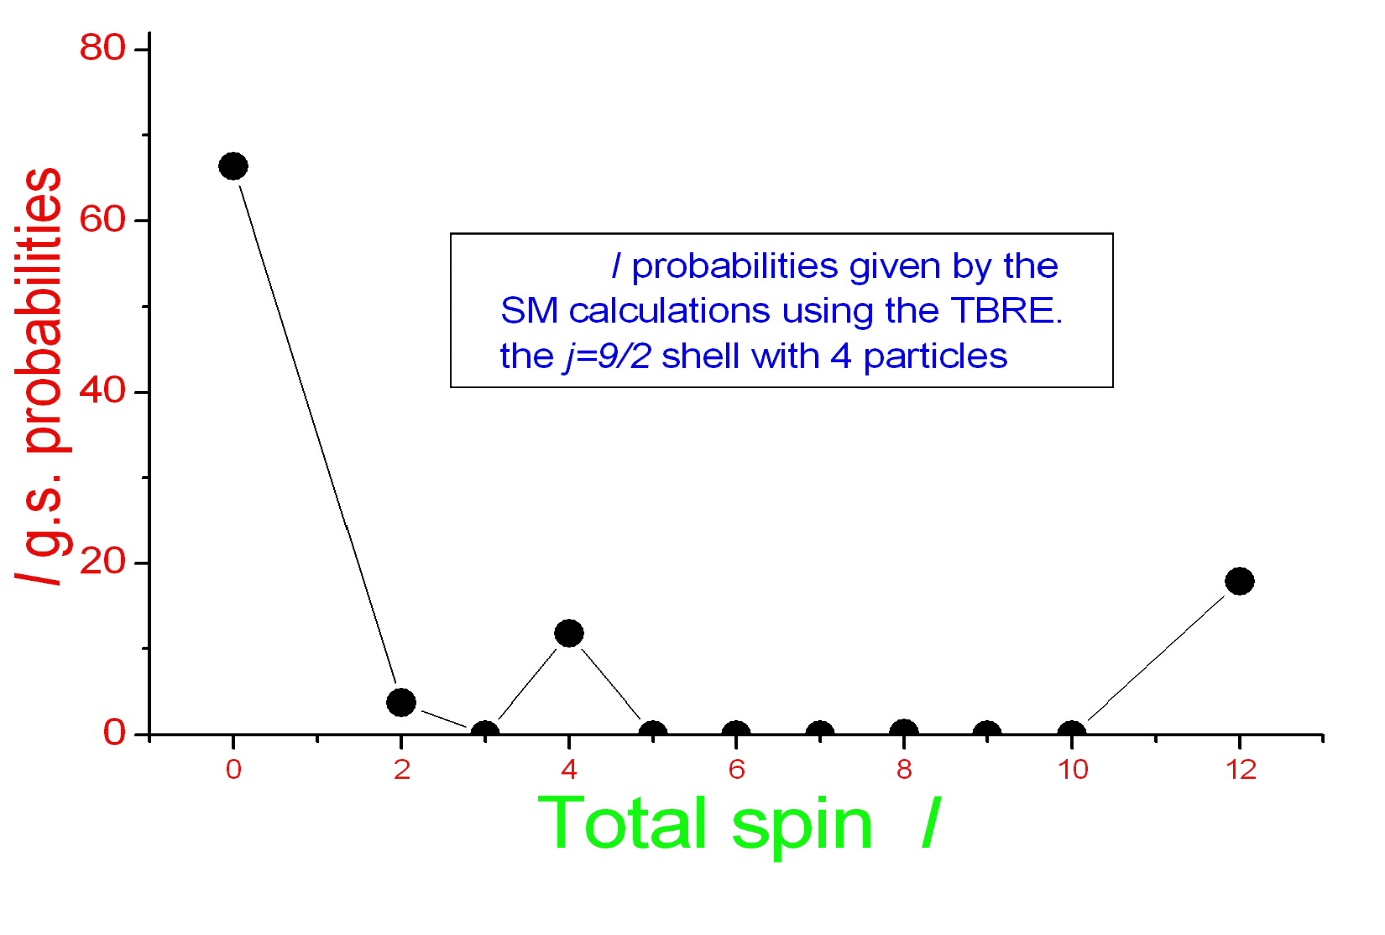 80
60
40
20
0
I g.s. probabilities
I probabilities given by the
SM calculations using the TBRE.
the j=9/2 shell with 4 particles
0 2 4 6 8 10 12
Total spin I